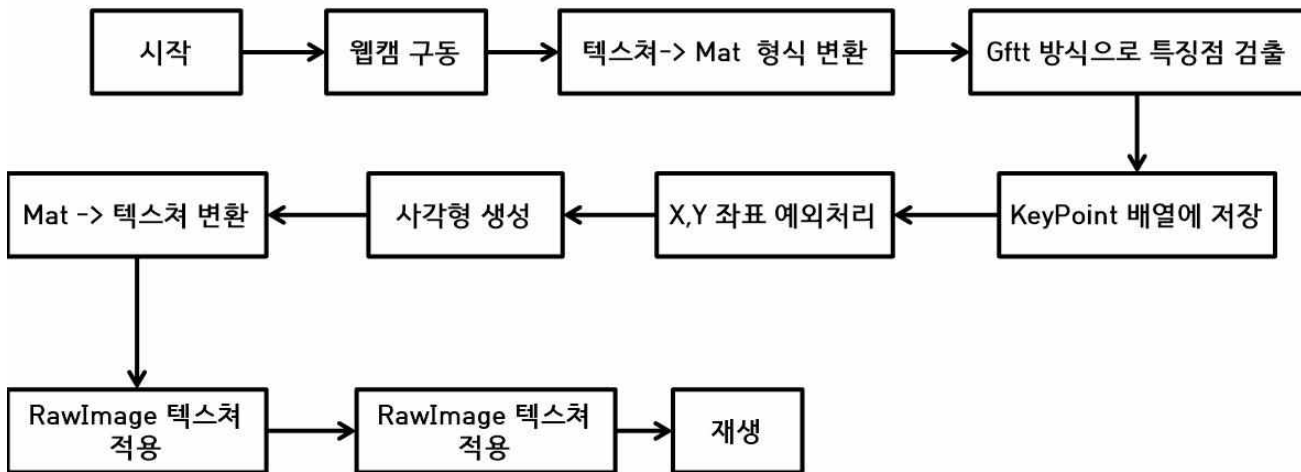 시작
웹캠 구동
텍스쳐-> Mat 형식 변환
Gftt 방식으로 특징점 검출
KeyPoint 배열에 저장
X,Y 좌표 예외처리
사각형 생성
Mat -> 텍스쳐 변환
RawImage 텍스쳐
적용
RawImage 텍스쳐
적용
재생